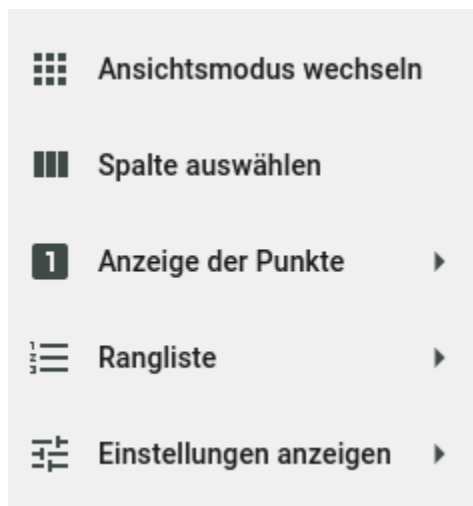 Ansichtsmodus wechseln
Spalte auswählen
1 Anzeige der Punkte
Rangliste
Einstellungen anzeigen